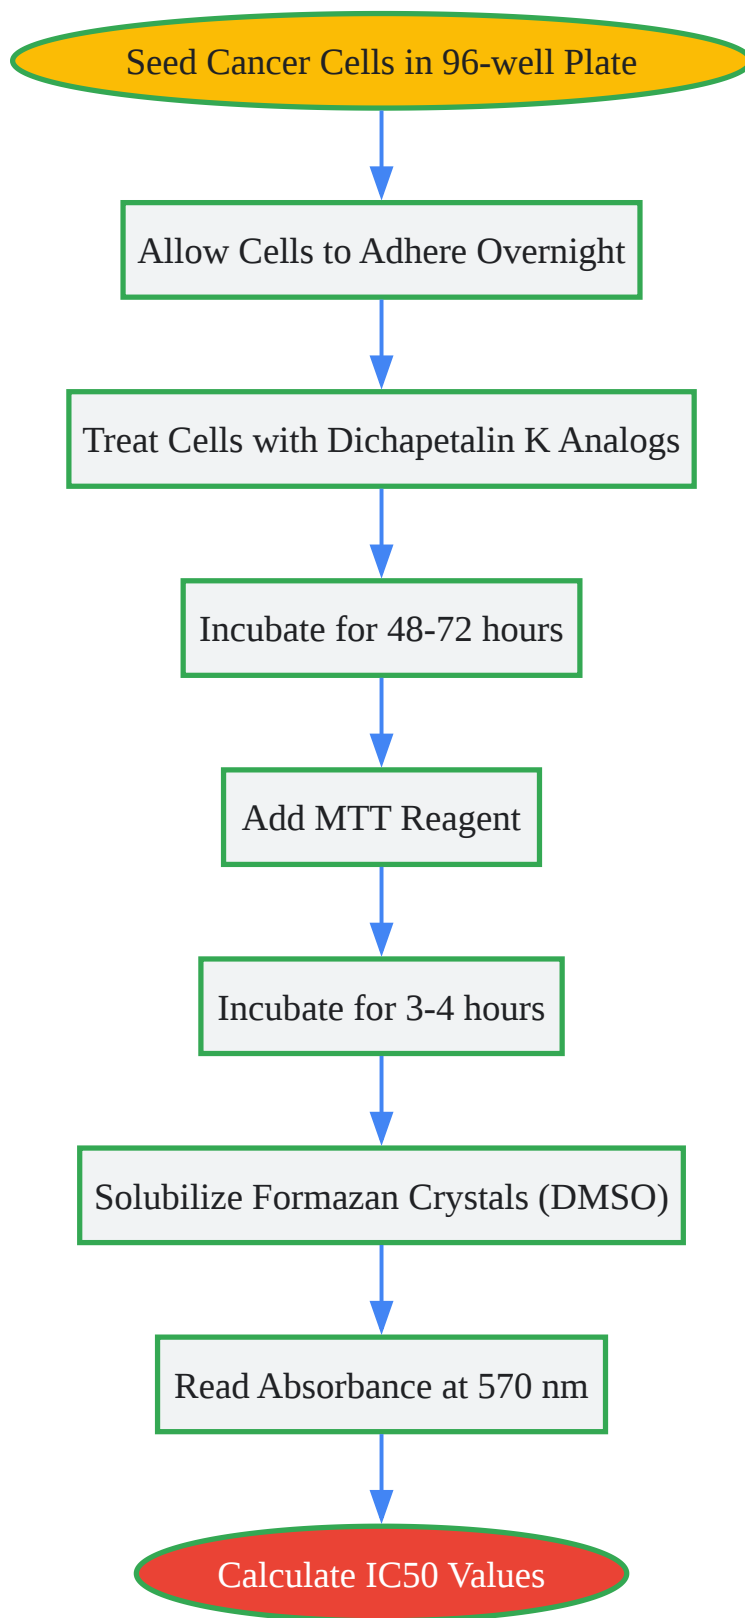 Seed Cancer Cells in 96-well Plate
Allow Cells to Adhere Overnight
Treat Cells with Dichapetalin K Analogs
Incubate for 48-72 hours
Add MTT Reagent
Incubate for 3-4 hours
Solubilize Formazan Crystals (DMSO)
Read Absorbance at 570 nm
Calculate IC50 Values